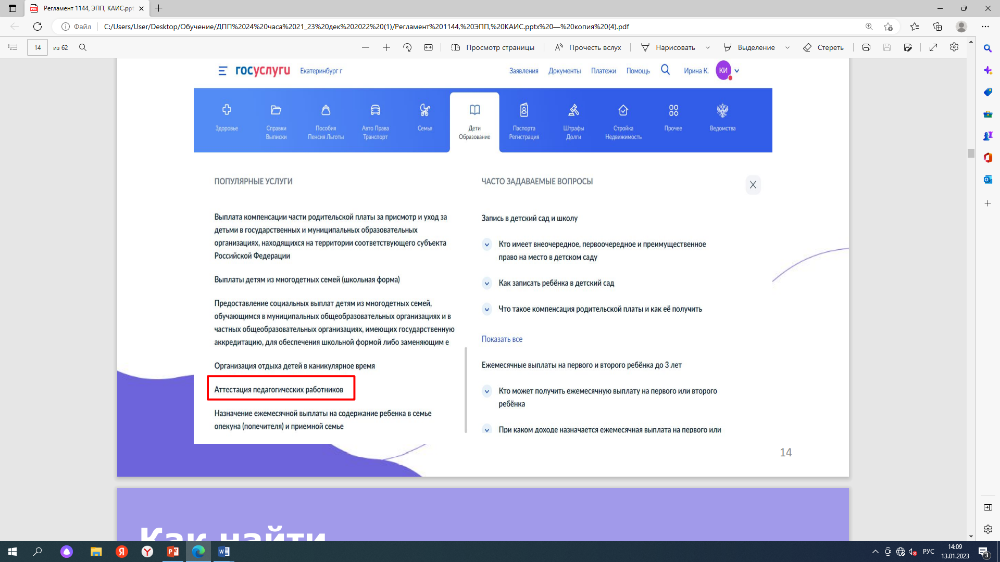 Регламент 1144, ЭПП, КАИС.ppt
Файл
C:/Users/User/Desktop/Обучение/ДПП%2024%20часа%2021_23%20дек%202022%20(1)/Регламент%201144,%20ЭПП,%20КАИС.pptx%20—%20копия%20(4).pdf
14 из 62
Просмотр страницы
Прочесть вслух
Нарисовать
Выделение
Стереть
госуслуги
Екатеринбург г
Заявления Документы Платежи Помощь
Ирина К.
КИ
Здоровье
Справки
Выписки
Пособия
Пенсия Льготы
Авто Права
Транспорт
Семья
Дети
Образование
Паспорта
Регистрация
Штрафы
Долги
Стройка
Недвижимость
Прочее
Ведомства
ПОПУЛЯРНЫЕ УСЛУГИ
Выплата компенсации части родительской платы за присмотр и уход за
детьми в государственных и муниципальных образовательных
организациях, находящихся на территории соответствующего субъекта
Российской Федерации
Выплаты детям из многодетных семей (школьная форма)
Предоставление социальных выплат детям из многодетных семей,
обучающимся в муниципальных общеобразовательных организациях и в
частных общеобразовательных организациях, имеющих государственную
аккредитацию, для обеспечения школьной формой либо заменяющим е
Организация отдыха детей в каникулярное время
Аттестация педагогических работников
Назначение ежемесячной выплаты на содержание ребенка в семье
опекуна (попечителя) и приемной семье
ЧАСТО ЗАДАВАЕМЫЕ ВОПРОСЫ
Запись в детский сад и школу
Кто имеет внеочередное, первоочередное и преимущественное
право на место в детском саду
Как записать ребёнка в детский сад
Что такое компенсация родительской платы и как её получить
Показать все
Ежемесячные выплаты на первого и второго ребёнка до 3 лет
Кто может получить ежемесячную выплату на первого или второго
ребёнка
При каком доходе назначается ежемесячная выплата на первого или
14
Как найти
РУС
14:09
13.01.2023
3